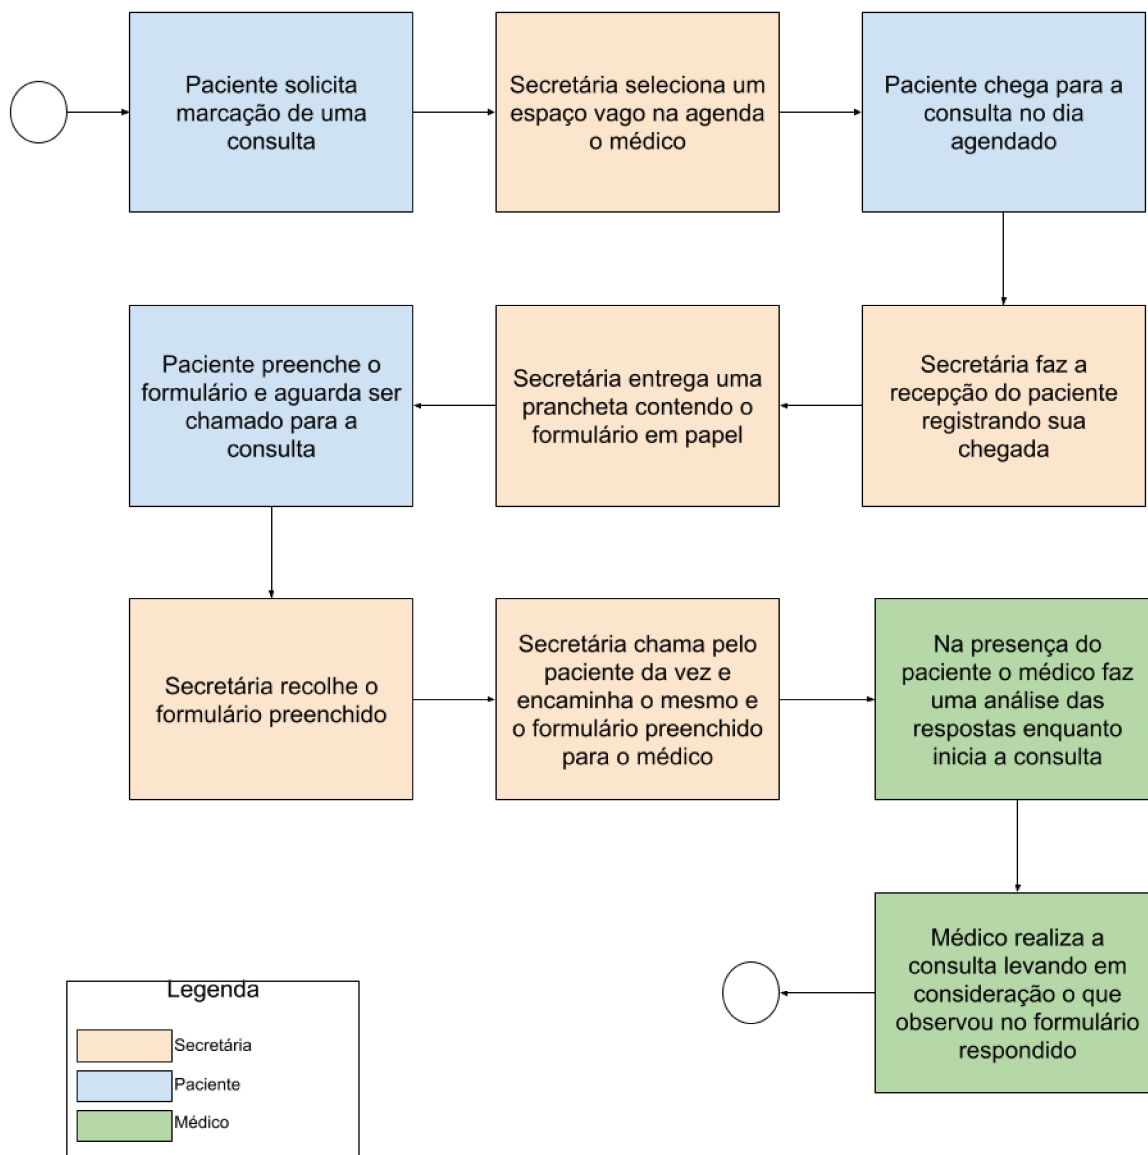 Paciente solicita
marcação de uma
consulta
Secretária seleciona um
espaço vago na agenda
o médico
Paciente chega para a
consulta no dia
agendado
Secretária faz a
recepção do paciente
registrando sua
chegada
Secretária entrega uma
prancheta contendo o
formulário em papel
Paciente preenche o
formulário e aguarda ser
chamado para a
consulta
Secretária recolhe o
formulário preenchido
Secretária chama pelo
paciente da vez e
encaminha o mesmo e
o formulário preenchido
para o médico
Na presença do
paciente o médico faz
uma análise das
respostas enquanto
inicia a consulta
Médico realiza a
consulta levando em
consideração o que
observou no formulário
respondido
Legenda
Secretária
Paciente
Médico